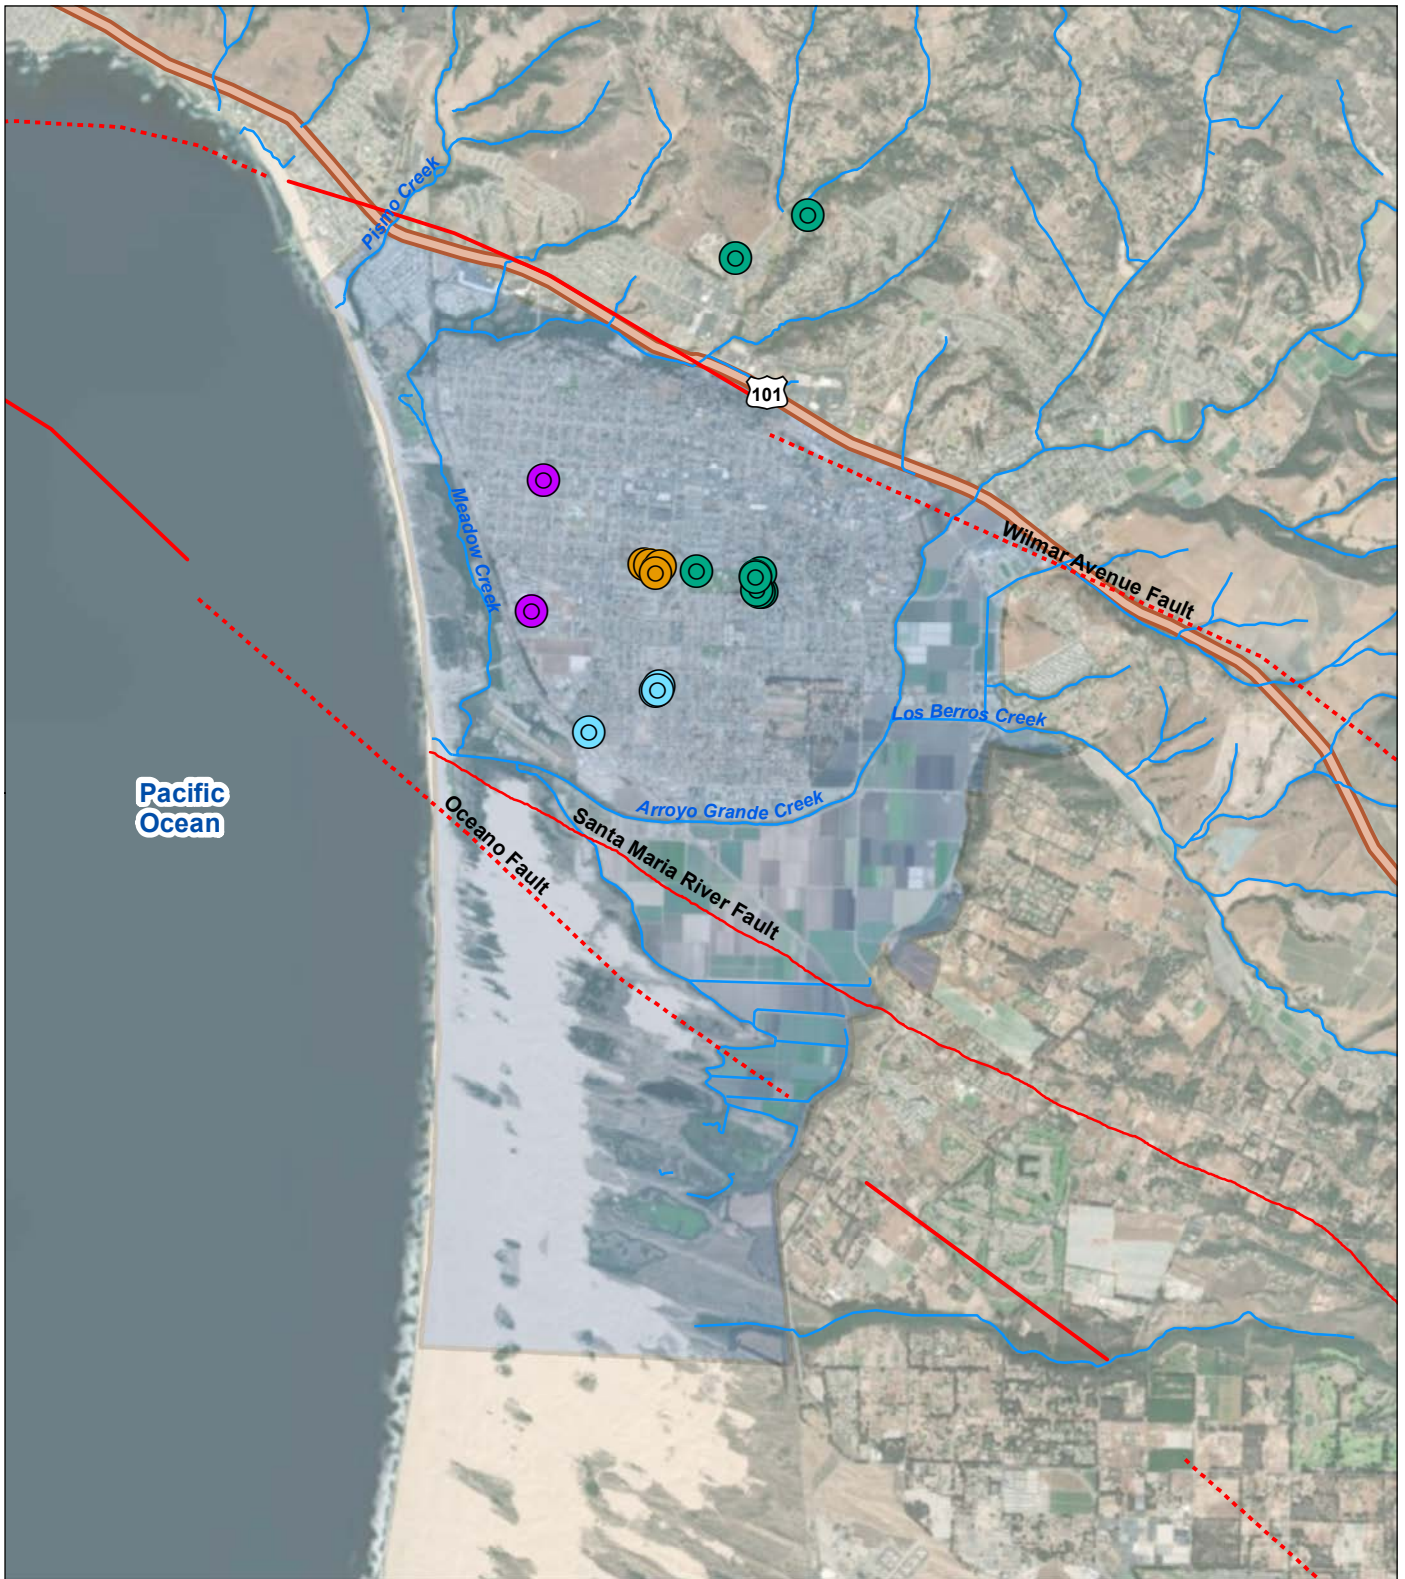 Pismo Creek
101
Meadow Creek
Wilmar Avenue Fault
Los Berros Creek
Pacific
Ocean
Arroyo Grande Creek
Oceano Fault
Santa Maria River Fault